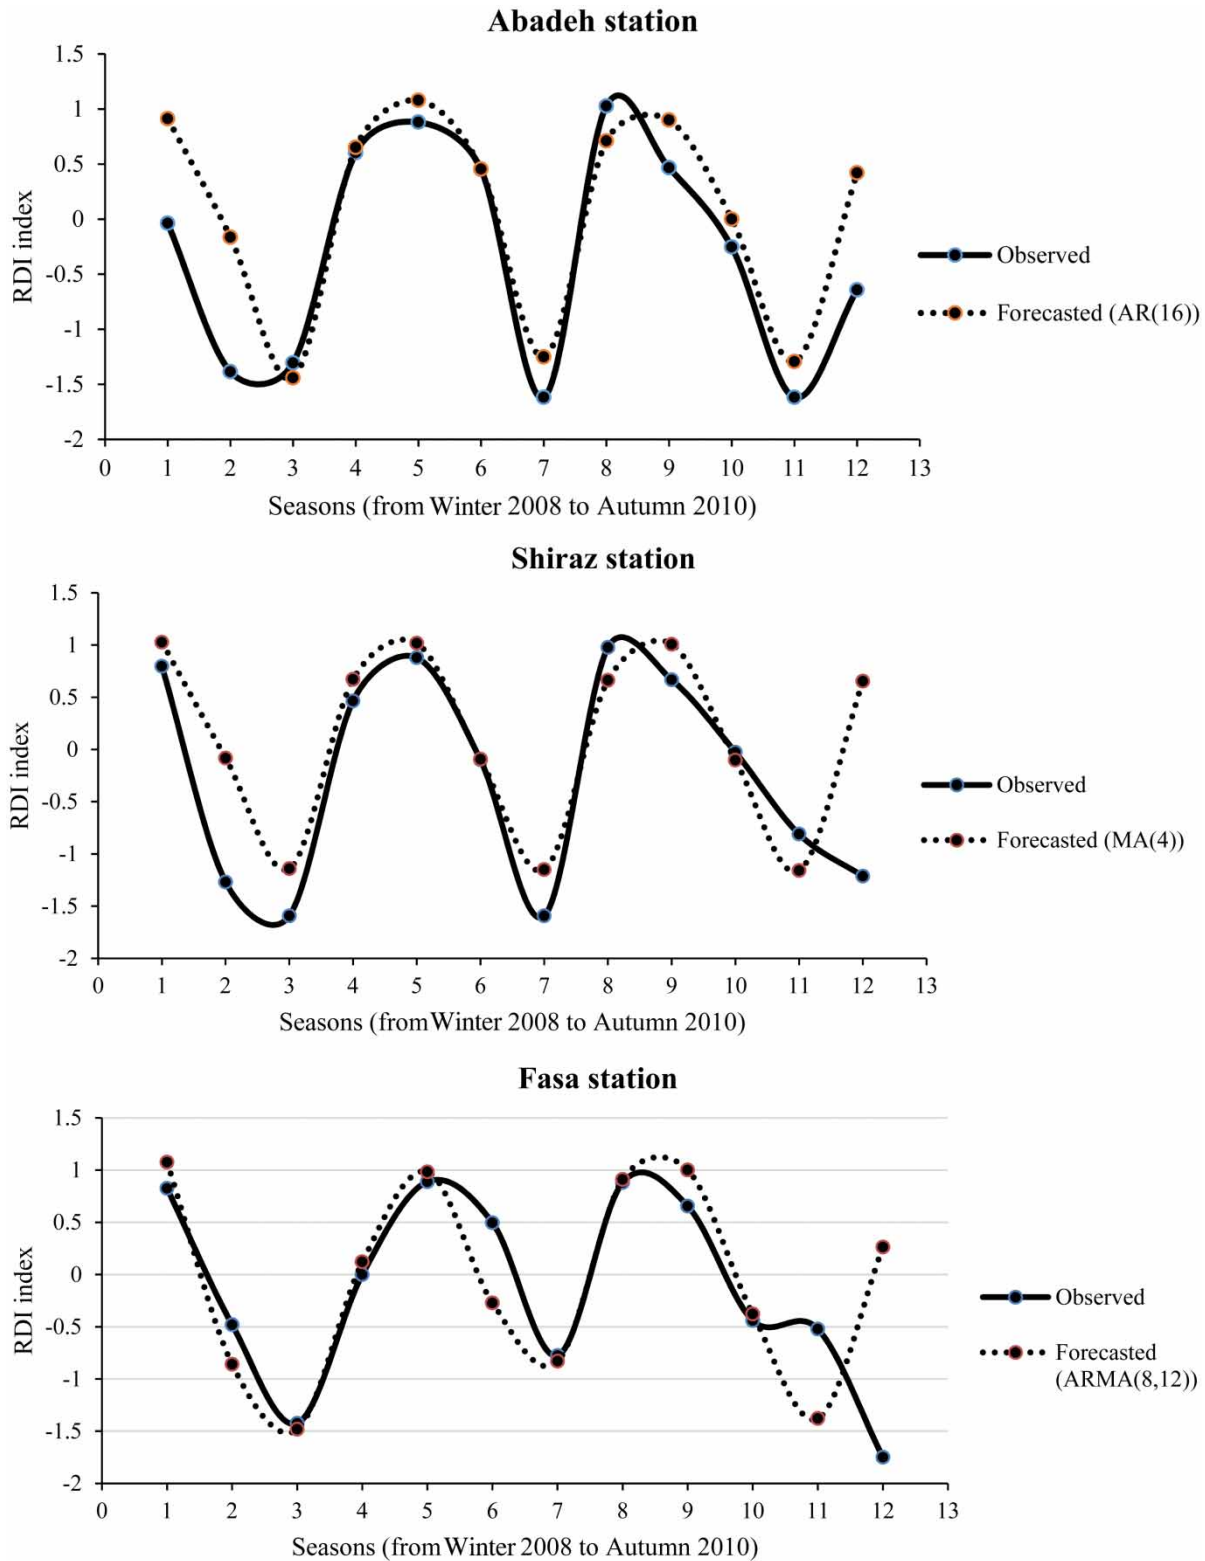 Abadeh station
1.5
1
0.5
0
-0.5
-1
-1.5
-2
RDI index
0 1 2 3 4 5 6 7 8 9 10 11 12 13
Seasons (from Winter 2008 to Autumn 2010)
Observed
Forecasted (AR(16))
Shiraz station
1.5
1
0.5
0
-0.5
-1
-1.5
-2
RDI index
0 1 2 3 4 5 6 7 8 9 10 11 12 13
Seasons (from Winter 2008 to Autumn 2010)
Observed
Forecasted (MA(4))
Fasa station
1.5
1
0.5
0
-0.5
-1
-1.5
-2
RDI index
0 1 2 3 4 5 6 7 8 9 10 11 12 13
Seasons (from Winter 2008 to Autumn 2010)
Observed
Forecasted
(ARMA(8,12))